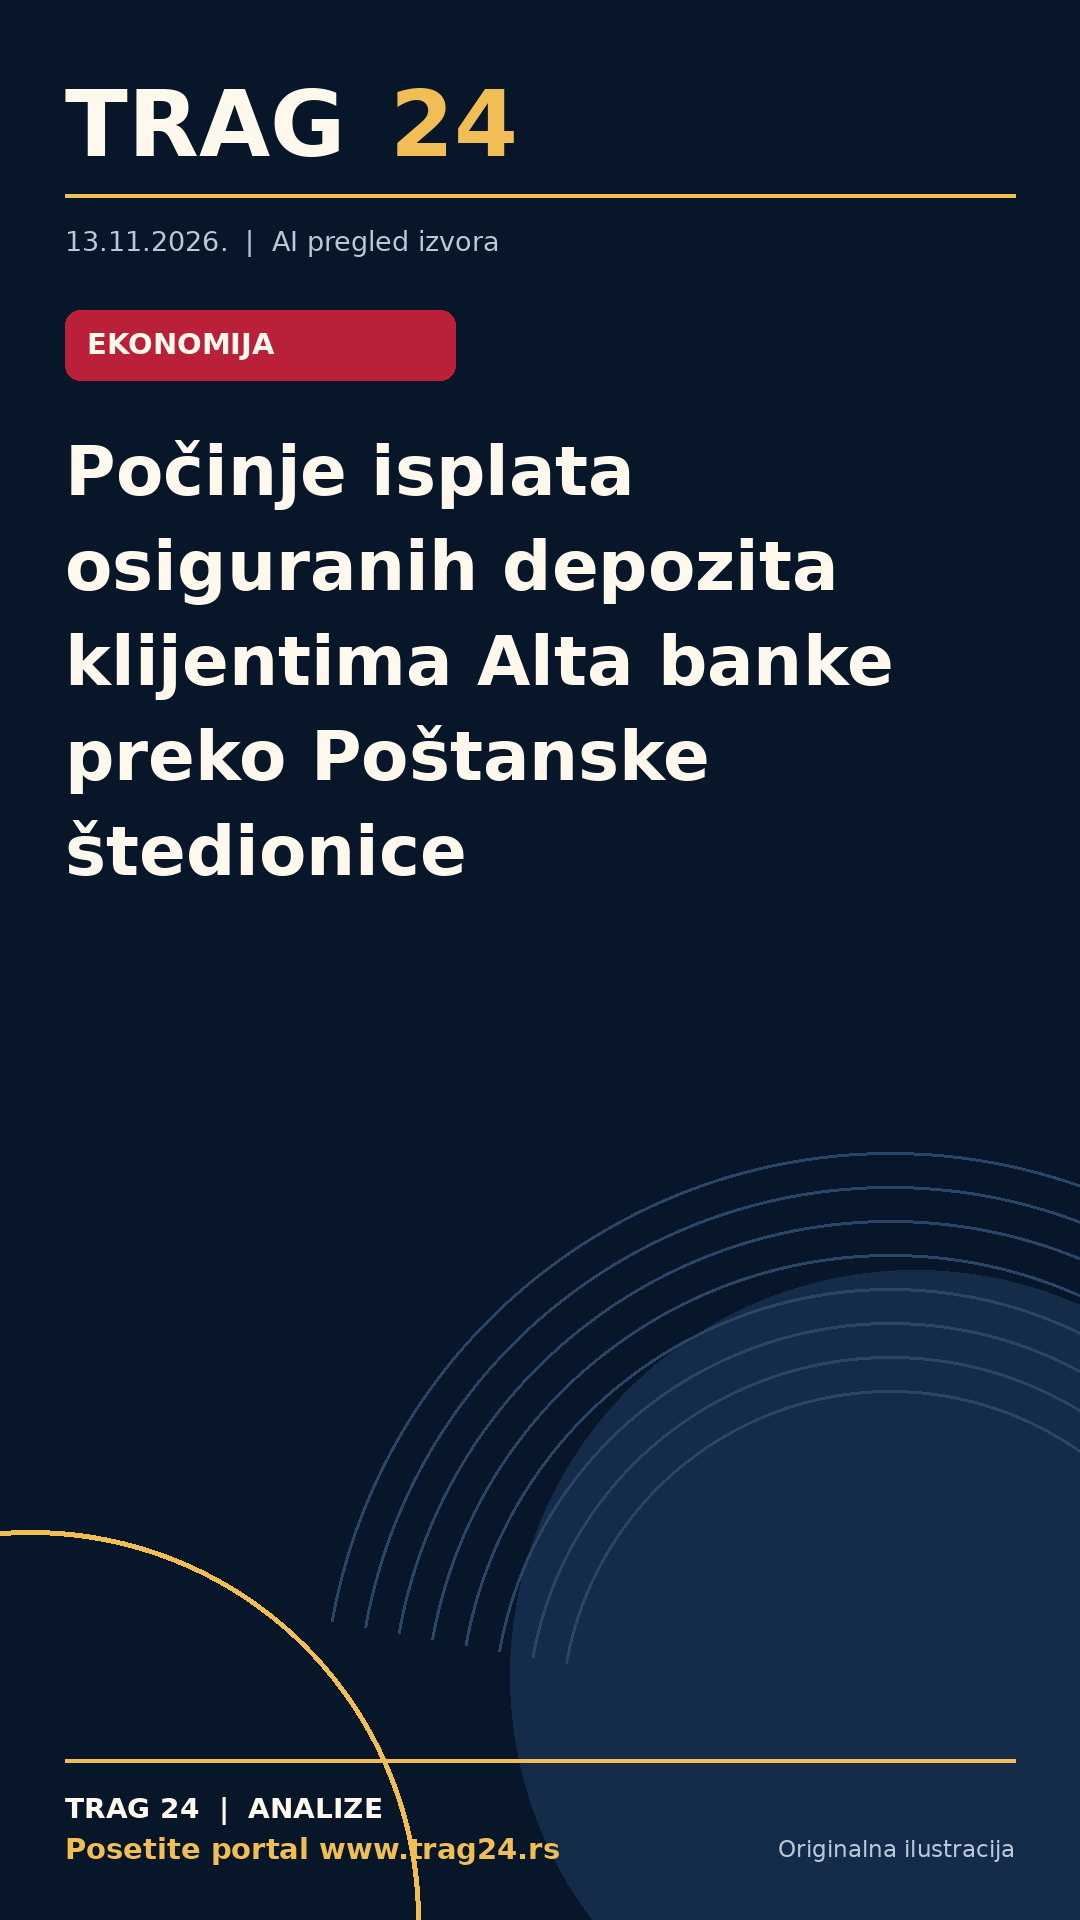 TRAG 24
13.11.2026. | AI pregled izvora
EKONOMIJA
Počinje isplata
osiguranih depozita
klijentima Alta banke
preko Poštanske
štedionice
TRAG 24 | ANALIZE
Posetite portal www.trag24.rs
Originalna ilustracija